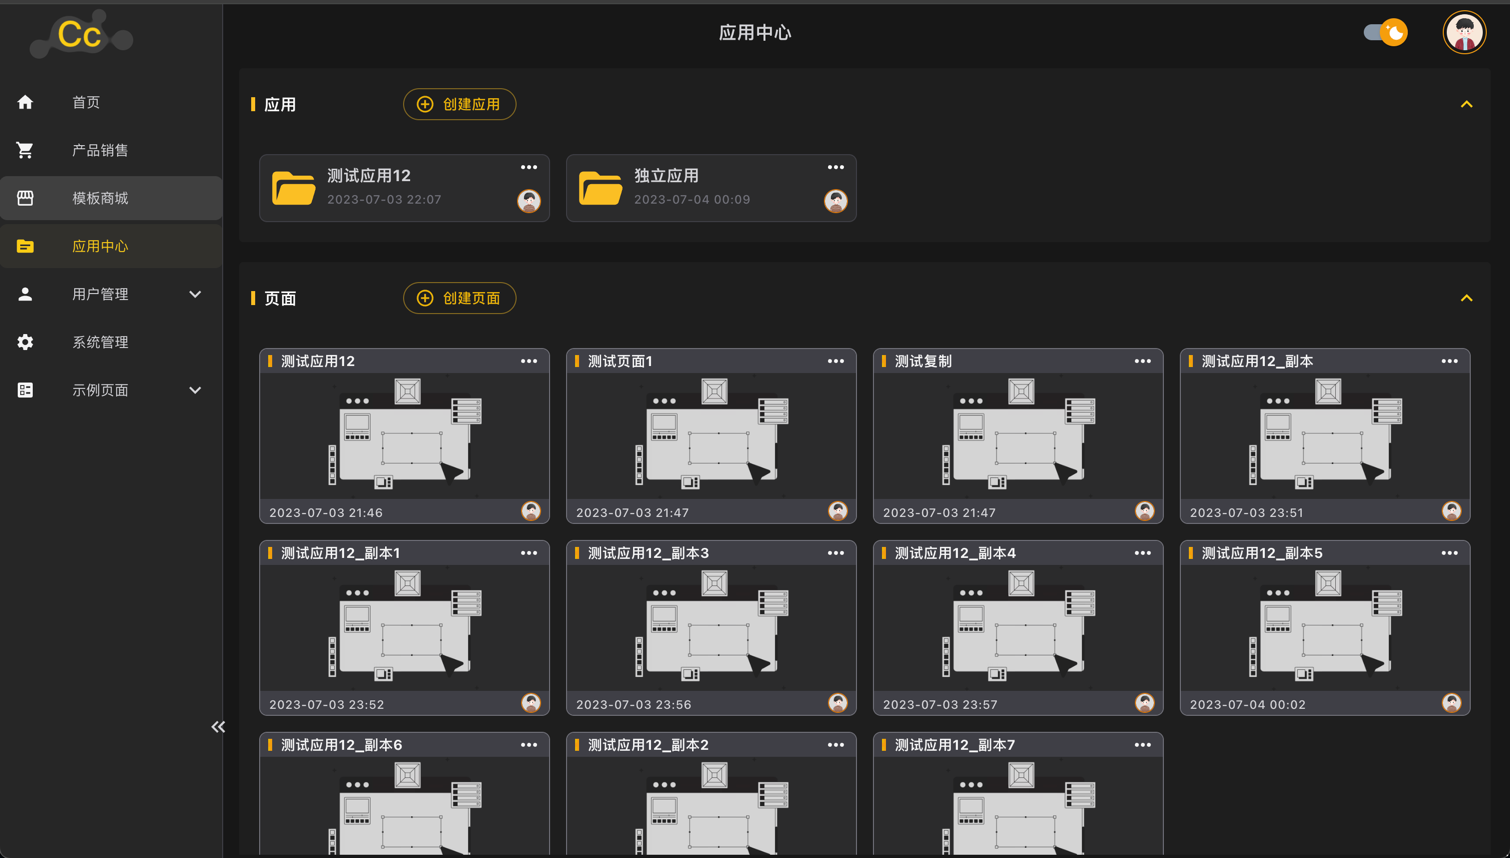 Cc
应用中心
首页
产品销售
模板商城
应用中心
用户管理
系统管理
示例页面
应用
创建应用
测试应用12
2023-07-03 22:07
独立应用
2023-07-04 00:09
页面
创建页面
测试应用12
2023-07-03 21:46
测试页面1
2023-07-03 21:47
测试复制
2023-07-03 21:47
测试应用12_副本
2023-07-03 23:51
测试应用12_副本1
2023-07-03 23:52
测试应用12_副本3
2023-07-03 23:56
测试应用12_副本4
2023-07-03 23:57
测试应用12_副本5
2023-07-04 00:02
测试应用12_副本6
测试应用12_副本2
测试应用12_副本7